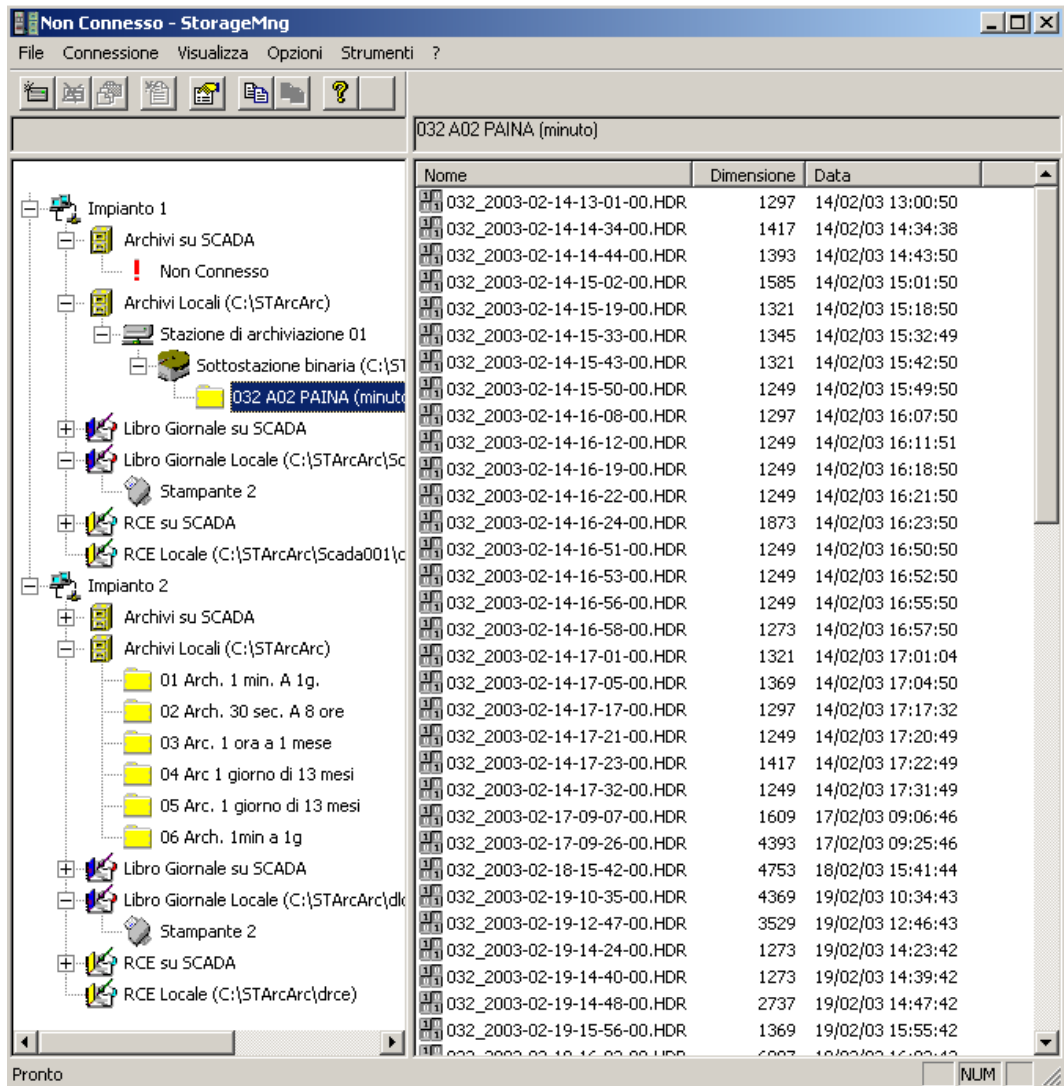 Non Connesso - StorageMng
File Connessione Visualizza Opzioni Strumenti ?
032 A02 PAINA (minuto)
Impianto 1
Archivi su SCADA
Non Connesso
Archivi Locali (C:\STArcArc)
Stazione di archiviazione 01
Sottostazione binaria (C:\ST
032 A02 PAINA (minuto
Libro Giornale su SCADA
Libro Giornale Locale (C:\STArcArc\Sc
Stampante 2
RCE su SCADA
RCE Locale (C:\STArcArc\Scada001\c
Impianto 2
Archivi su SCADA
Archivi Locali (C:\STArcArc)
01 Arch. 1 min. A 1g.
02 Arch. 30 sec. A 8 ore
03 Arc. 1 ora a 1 mese
04 Arc 1 giorno di 13 mesi
05 Arc. 1 giorno di 13 mesi
06 Arch. 1min a 1g
Libro Giornale su SCADA
Libro Giornale Locale (C:\STArcArc\dl
Stampante 2
RCE su SCADA
RCE Locale (C:\STArcArc\drce)
Nome Dimensione Data
032_2003-02-14-13-01-00.HDR 1297 14/02/03 13:00:50
032_2003-02-14-14-34-00.HDR 1417 14/02/03 14:34:38
032_2003-02-14-14-44-00.HDR 1393 14/02/03 14:43:50
032_2003-02-14-15-02-00.HDR 1585 14/02/03 15:01:50
032_2003-02-14-15-19-00.HDR 1321 14/02/03 15:18:50
032_2003-02-14-15-33-00.HDR 1345 14/02/03 15:32:49
032_2003-02-14-15-43-00.HDR 1321 14/02/03 15:42:50
032_2003-02-14-15-50-00.HDR 1249 14/02/03 15:49:50
032_2003-02-14-16-08-00.HDR 1297 14/02/03 16:07:50
032_2003-02-14-16-12-00.HDR 1249 14/02/03 16:11:51
032_2003-02-14-16-19-00.HDR 1249 14/02/03 16:18:50
032_2003-02-14-16-22-00.HDR 1249 14/02/03 16:21:50
032_2003-02-14-16-24-00.HDR 1873 14/02/03 16:23:50
032_2003-02-14-16-51-00.HDR 1249 14/02/03 16:50:50
032_2003-02-14-16-53-00.HDR 1249 14/02/03 16:52:50
032_2003-02-14-16-56-00.HDR 1249 14/02/03 16:55:50
032_2003-02-14-16-58-00.HDR 1273 14/02/03 16:57:50
032_2003-02-14-17-01-00.HDR 1321 14/02/03 17:01:04
032_2003-02-14-17-05-00.HDR 1369 14/02/03 17:04:50
032_2003-02-14-17-17-00.HDR 1297 14/02/03 17:17:32
032_2003-02-14-17-21-00.HDR 1249 14/02/03 17:20:49
032_2003-02-14-17-23-00.HDR 1417 14/02/03 17:22:49
032_2003-02-14-17-32-00.HDR 1249 14/02/03 17:31:49
032_2003-02-17-09-07-00.HDR 1609 17/02/03 09:06:46
032_2003-02-17-09-26-00.HDR 4393 17/02/03 09:25:46
032_2003-02-18-15-42-00.HDR 4753 18/02/03 15:41:44
032_2003-02-19-10-35-00.HDR 4369 19/02/03 10:34:43
032_2003-02-19-12-47-00.HDR 3529 19/02/03 12:46:43
032_2003-02-19-14-24-00.HDR 1273 19/02/03 14:23:42
032_2003-02-19-14-40-00.HDR 1273 19/02/03 14:39:42
032_2003-02-19-14-48-00.HDR 2737 19/02/03 14:47:42
032_2003-02-19-15-56-00.HDR 1369 19/02/03 15:55:42
Pronto NUM